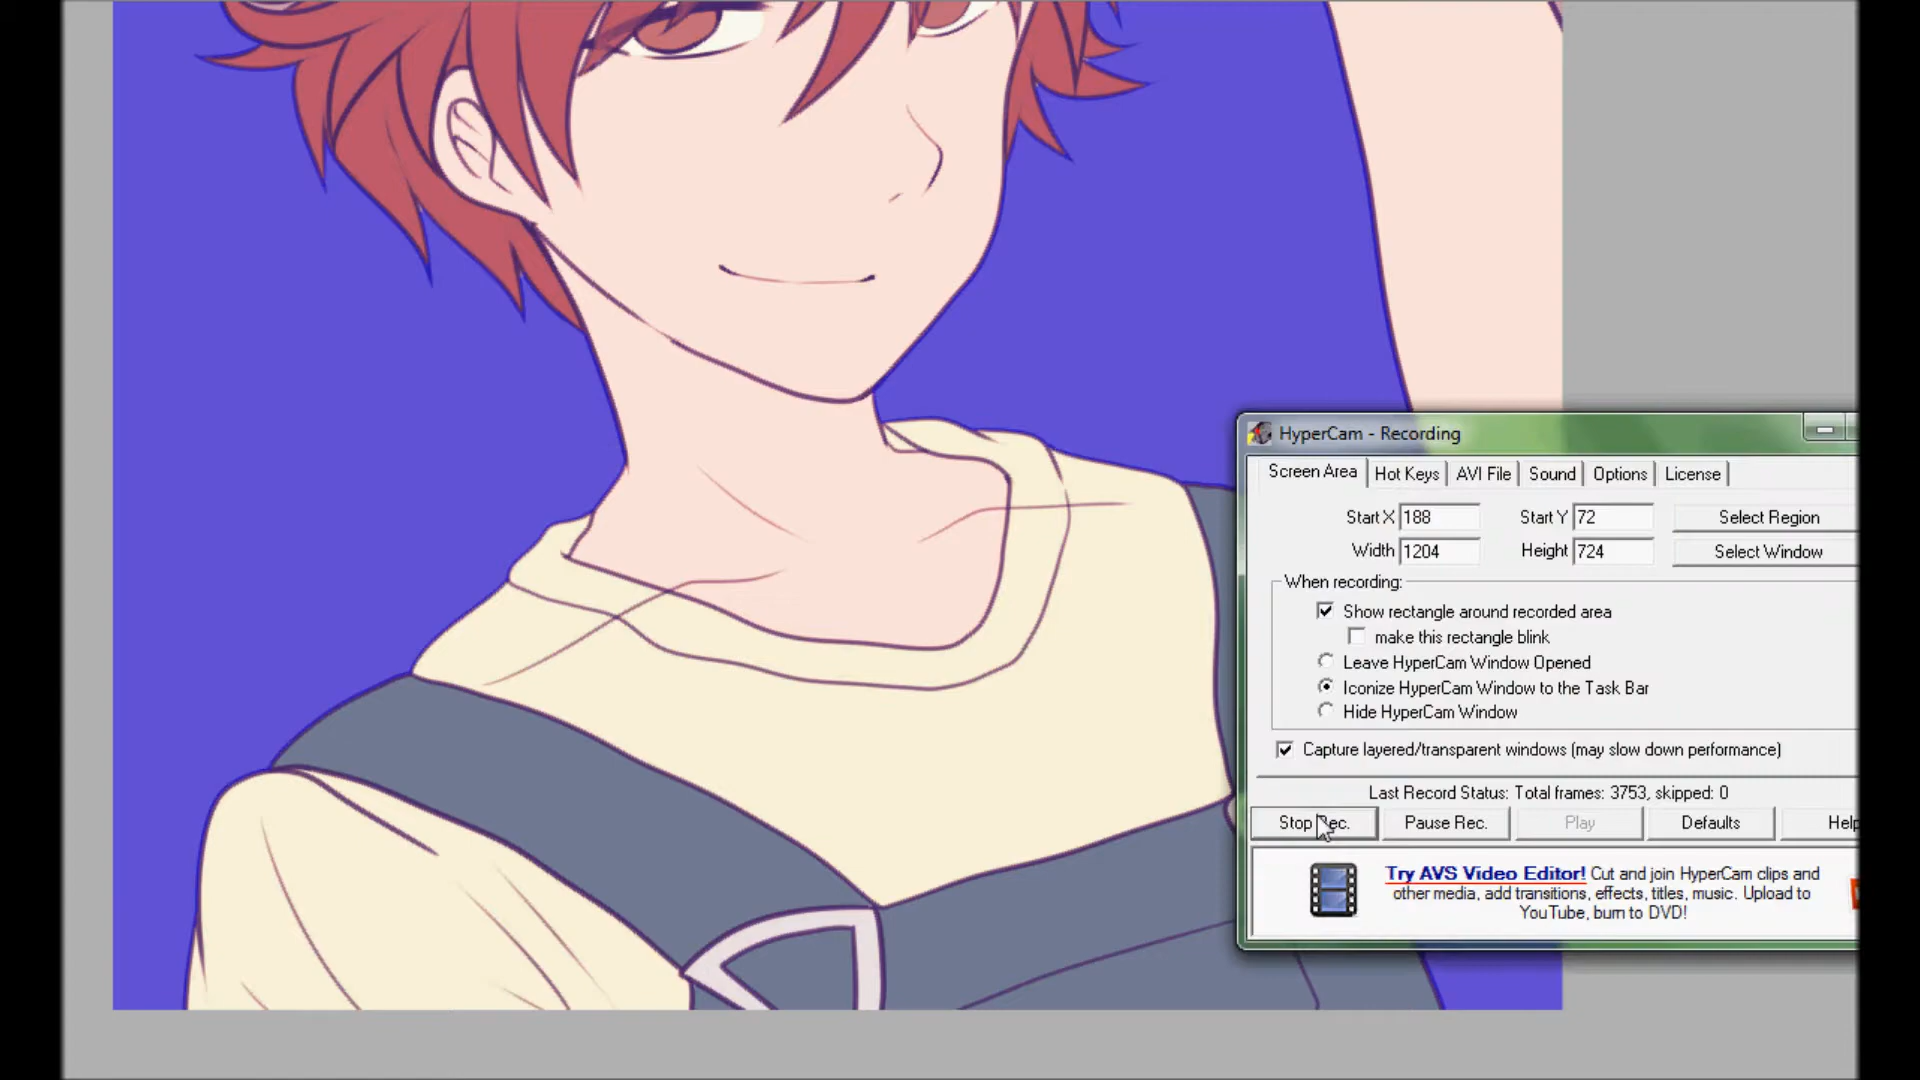 HyperCam - Recording
Screen Area Hot Keys AVI File Sound Options License
Start X 188 Start Y 72 Select Region
Width 1204 Height 724 Select Window
When recording:
Show rectangle around recorded area
make this rectangle blink
Leave HyperCam Window Opened
Iconize HyperCam Window to the Task Bar
Hide HyperCam Window
Capture layered/transparent windows (may slow down performance)
Last Record Status: Total frames: 3753, skipped: 0
Stop Rec. Pause Rec. Play Defaults Help
Try AVS Video Editor! Cut and join HyperCam clips and
other media, add transitions, effects, titles, music. Upload to
YouTube, burn to DVD!